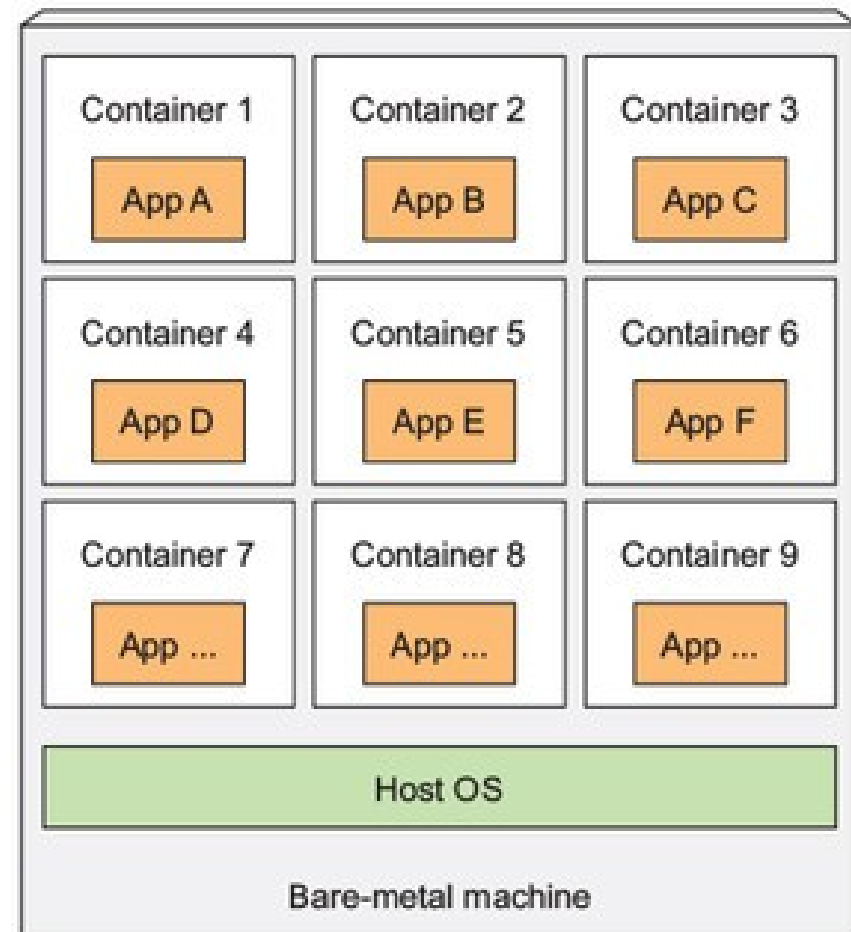 Container 1 Container 2 Container 3
App A App B App C
Container 4 Container 5 Container 6
App D App E App F
Container 7 Container 8 Container 9
App ... App ... App ...
Host OS
Bare-metal machine